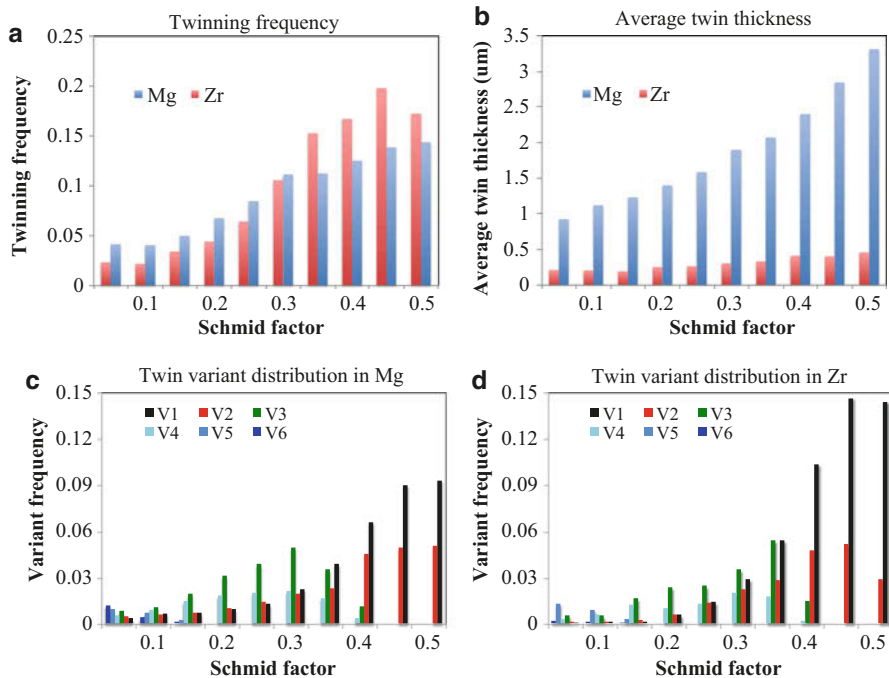 a
Twinning frequency
0.25
0.2
0.15
0.1
0.05
0
Twinning frequency
Mg Zr
0.1 0.2 0.3 0.4 0.5
Schmid factor
b
Average twin thickness
3.5
3
2.5
2
1.5
1
0.5
0
Average twin thickness (um)
Mg Zr
0.1 0.2 0.3 0.4 0.5
Schmid factor
c
Twin variant distribution in Mg
0.15
0.12
0.09
0.06
0.03
0
Variant frequency
V1 V2 V3
V4 V5 V6
0.1 0.2 0.3 0.4 0.5
Schmid factor
d
Twin variant distribution in Zr
0.15
0.12
0.09
0.06
0.03
0
Variant frequency
V1 V2 V3
V4 V5 V6
0.1 0.2 0.3 0.4 0.5
Schmid factor